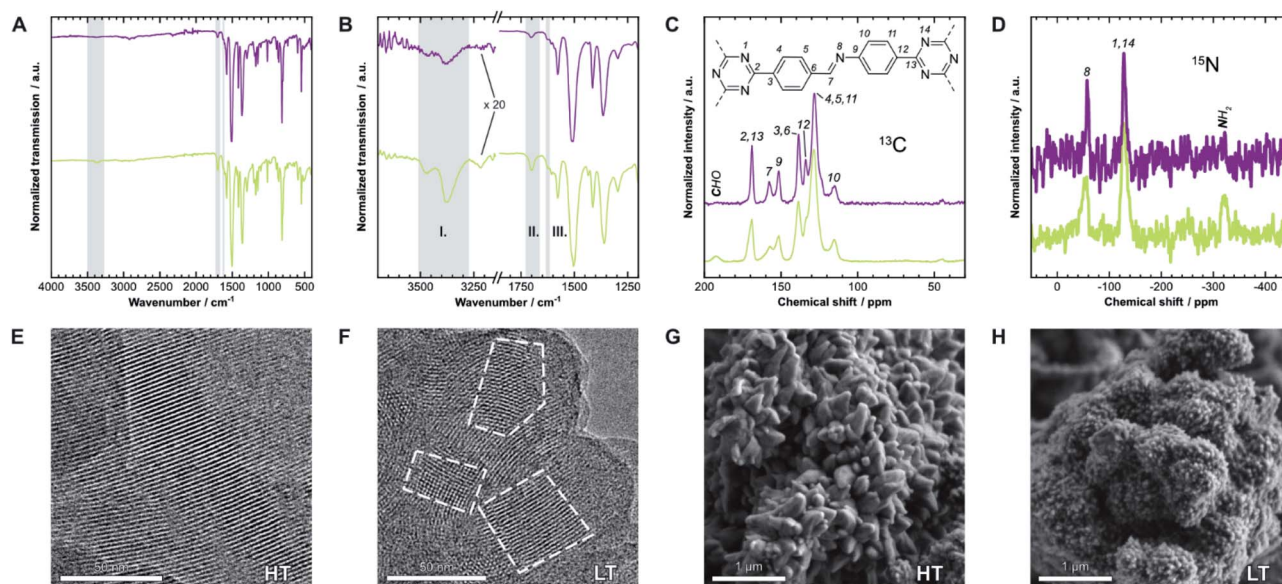 A
Normalized transmission / a.u.
4000 3500 3000 2500 2000 1500 1000 500
Wavenumber / cm⁻¹
B
Normalized transmission / a.u.
x 20
I.
II.
III.
3500 3250 1750 1600 1500 1400 1300 1200
Wavenumber / cm⁻¹
C
Normalized intensity / a.u.
N
N
N
1
2
3
4
5
6
7
N
8
9
10
11
12
13
14
N
N
N
¹³C
CHO
2,13
7
9
3,6
12
4,5,11
10
200 150 100 50
Chemical shift / ppm
D
Normalized intensity / a.u.
¹⁵N
8
1,14
NH₂
0 -100 -200 -300 -400
Chemical shift / ppm
E
50 nm
HT
F
50 nm
LT
G
1 µm
HT
H
1 µm
LT